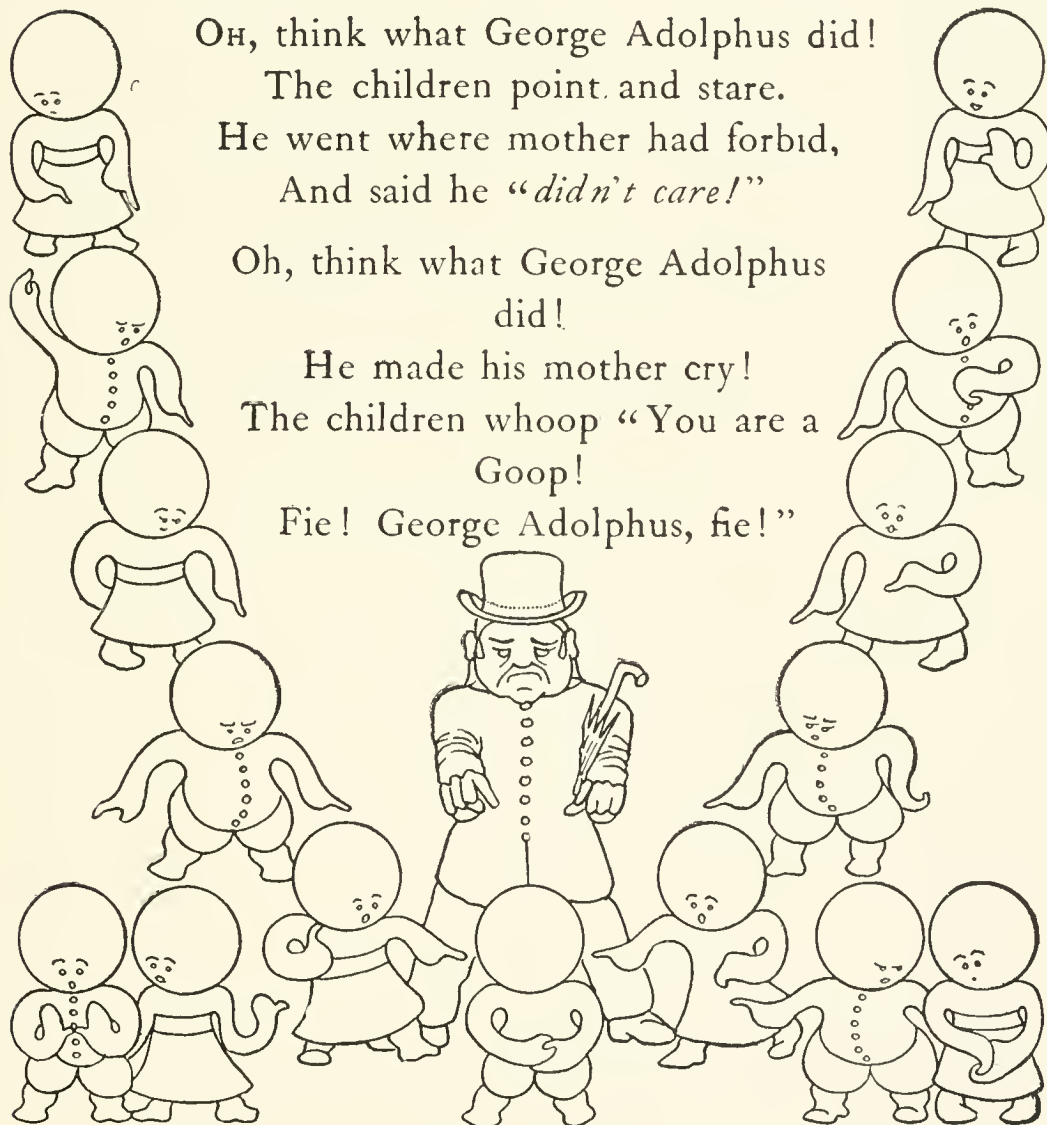 OH, think what George Adolphus did!
The children point and stare.
He went where mother had forbid,
And said he “didn't care!”
Oh, think what George Adolphus
did!
He made his mother cry!
The children whoop “You are a
Goop!
Fie! George Adolphus, fie!”